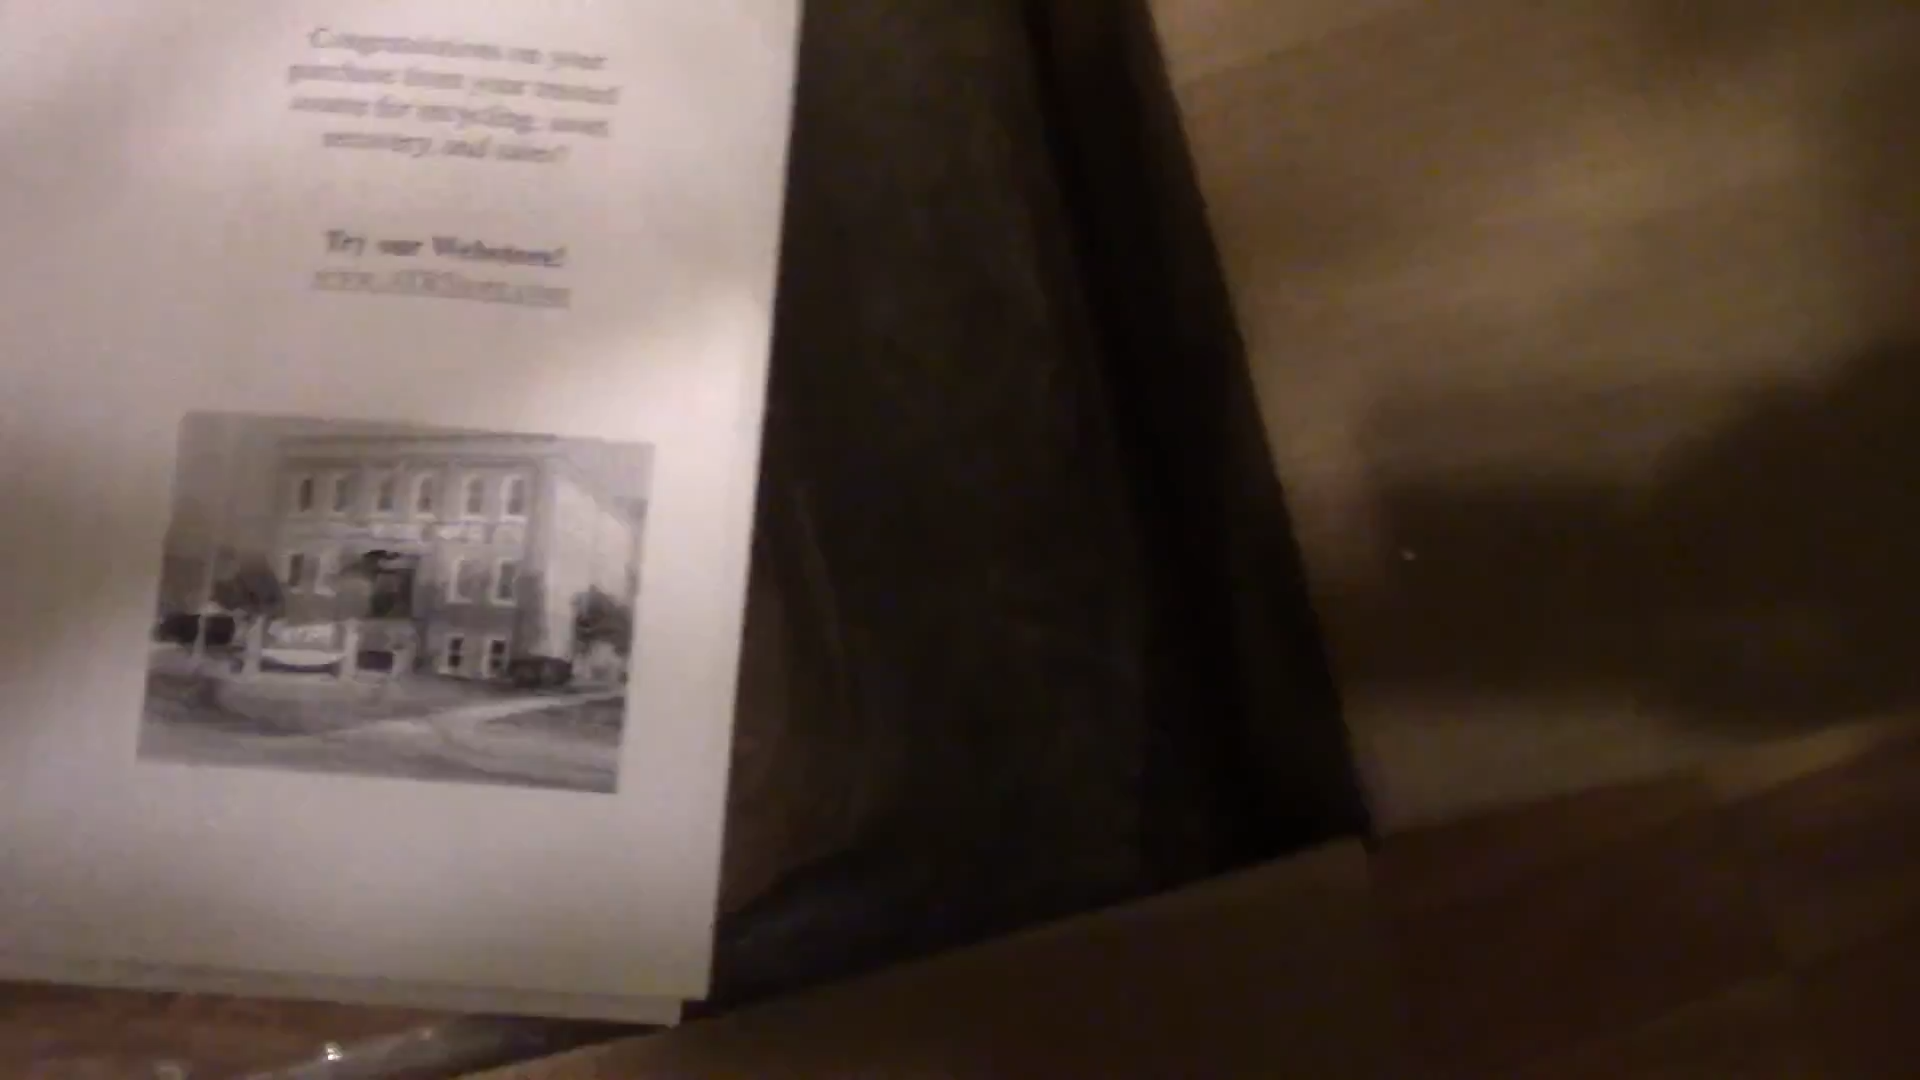 Congratulations on your
purchase from your trusted
source for recycling, asset
recovery and sales!
Try our Webstore!